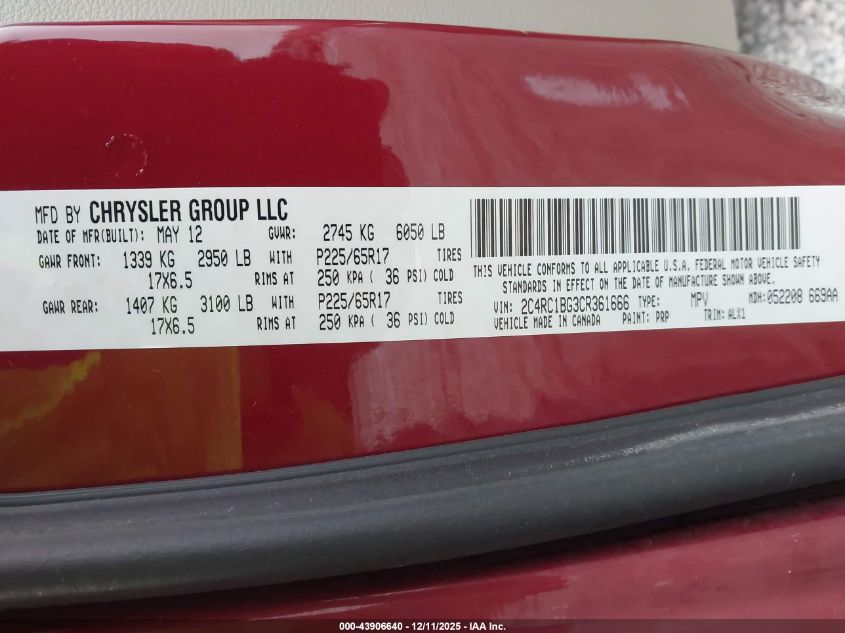 MFD BY CHRYSLER GROUP LLC
DATE OF MFR(BUILT): MAY 12 GVWR: 2745 KG 6050 LB
GAWR FRONT: 1339 KG 2950 LB WITH P225/65R17 TIRES
17X6.5 RIMS AT 250 KPA ( 36 PSI) COLD
GAWR REAR: 1407 KG 3100 LB WITH P225/65R17 TIRES
17X6.5 RIMS AT 250 KPA ( 36 PSI) COLD
THIS VEHICLE CONFORMS TO ALL APPLICABLE U.S.A. FEDERAL MOTOR VEHICLE SAFETY
STANDARDS IN EFFECT ON THE DATE OF MANUFACTURE SHOWN ABOVE.
VIN: 2C4RC1BG3CR361666 TYPE: MPV MDH: 052208 669AA
VEHICLE MADE IN CANADA PAINT: PRP TRIM: ALX1
000-43906640 - 12/11/2025 - IAA Inc.